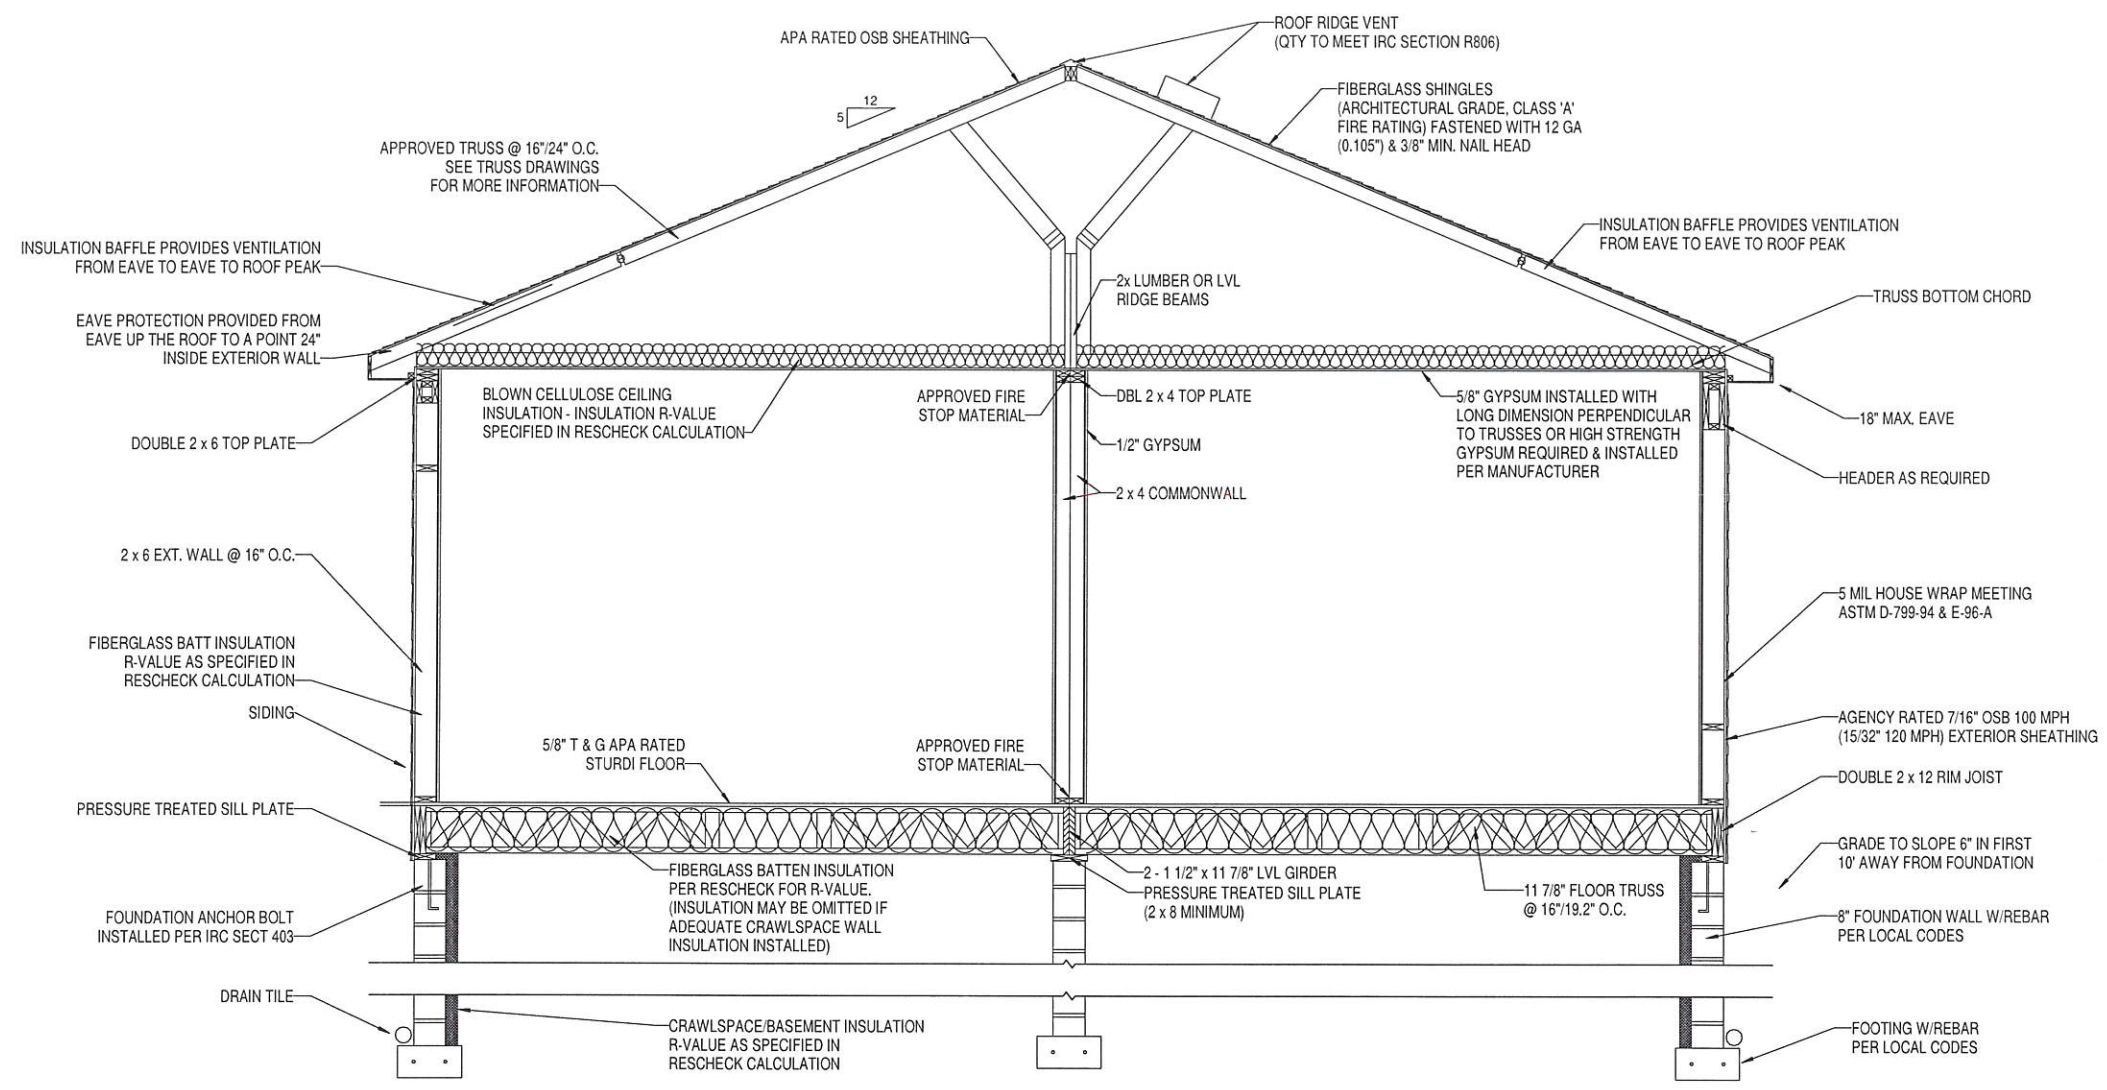 ROOF RIDGE VENT
(QTY TO MEET IRC SECTION R806)
APA RATED OSB SHEATHING
FIBERGLASS SHINGLES
(ARCHITECTURAL GRADE, CLASS 'A'
FIRE RATING) FASTENED WITH 12 GA
(0.105") & 3/8" MIN. NAIL HEAD
12
5
APPROVED TRUSS @ 16"/24" O.C.
SEE TRUSS DRAWINGS
FOR MORE INFORMATION
INSULATION BAFFLE PROVIDES VENTILATION
FROM EAVE TO EAVE TO ROOF PEAK
INSULATION BAFFLE PROVIDES VENTILATION
FROM EAVE TO EAVE TO ROOF PEAK
2x LUMBER OR LVL
RIDGE BEAMS
TRUSS BOTTOM CHORD
EAVE PROTECTION PROVIDED FROM
EAVE UP THE ROOF TO A POINT 24"
INSIDE EXTERIOR WALL
BLOWN CELLULOSE CEILING
INSULATION - INSULATION R-VALUE
SPECIFIED IN RESCHECK CALCULATION
APPROVED FIRE
STOP MATERIAL
DBL 2 x 4 TOP PLATE
5/8" GYPSUM INSTALLED WITH
LONG DIMENSION PERPENDICULAR
TO TRUSSES OR HIGH STRENGTH
GYPSUM REQUIRED & INSTALLED
PER MANUFACTURER
18" MAX. EAVE
DOUBLE 2 x 6 TOP PLATE
1/2" GYPSUM
HEADER AS REQUIRED
2 x 4 COMMONWALL
2 x 6 EXT. WALL @ 16" O.C.
5 MIL HOUSE WRAP MEETING
ASTM D-799-94 & E-96-A
FIBERGLASS BATT INSULATION
R-VALUE AS SPECIFIED IN
RESCHECK CALCULATION
SIDING
AGENCY RATED 7/16" OSB 100 MPH
(15/32" 120 MPH) EXTERIOR SHEATHING
5/8" T & G APA RATED
STURDI FLOOR
APPROVED FIRE
STOP MATERIAL
DOUBLE 2 x 12 RIM JOIST
PRESSURE TREATED SILL PLATE
GRADE TO SLOPE 6" IN FIRST
10' AWAY FROM FOUNDATION
FIBERGLASS BATTEN INSULATION
PER RESCHECK FOR R-VALUE.
(INSULATION MAY BE OMITTED IF
ADEQUATE CRAWLSPACE WALL
INSULATION INSTALLED)
2 - 1 1/2" x 11 7/8" LVL GIRDER
PRESSURE TREATED SILL PLATE
(2 x 8 MINIMUM)
11 7/8" FLOOR TRUSS
@ 16"/19.2" O.C.
FOUNDATION ANCHOR BOLT
INSTALLED PER IRC SECT 403
8" FOUNDATION WALL W/REBAR
PER LOCAL CODES
DRAIN TILE
CRAWLSPACE/BASEMENT INSULATION
R-VALUE AS SPECIFIED IN
RESCHECK CALCULATION
FOOTING W/REBAR
PER LOCAL CODES